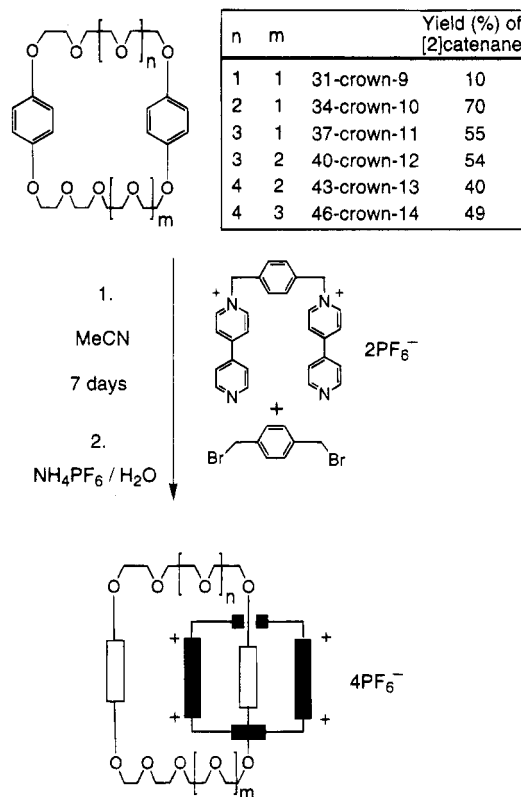 n m Yield (%) of [2]catenane
1 1 31-crown-9 10
2 1 34-crown-10 70
3 1 37-crown-11 55
3 2 40-crown-12 54
4 2 43-crown-13 40
4 3 46-crown-14 49
O O O O O
n
O O O O O
m
1.
MeCN
7 days
2.
NH4PF6 / H2O
+ +
N N
N N
2PF6−
+
Br Br
O O O O O
n
+ +
+ +
4PF6−
O O O O O
m